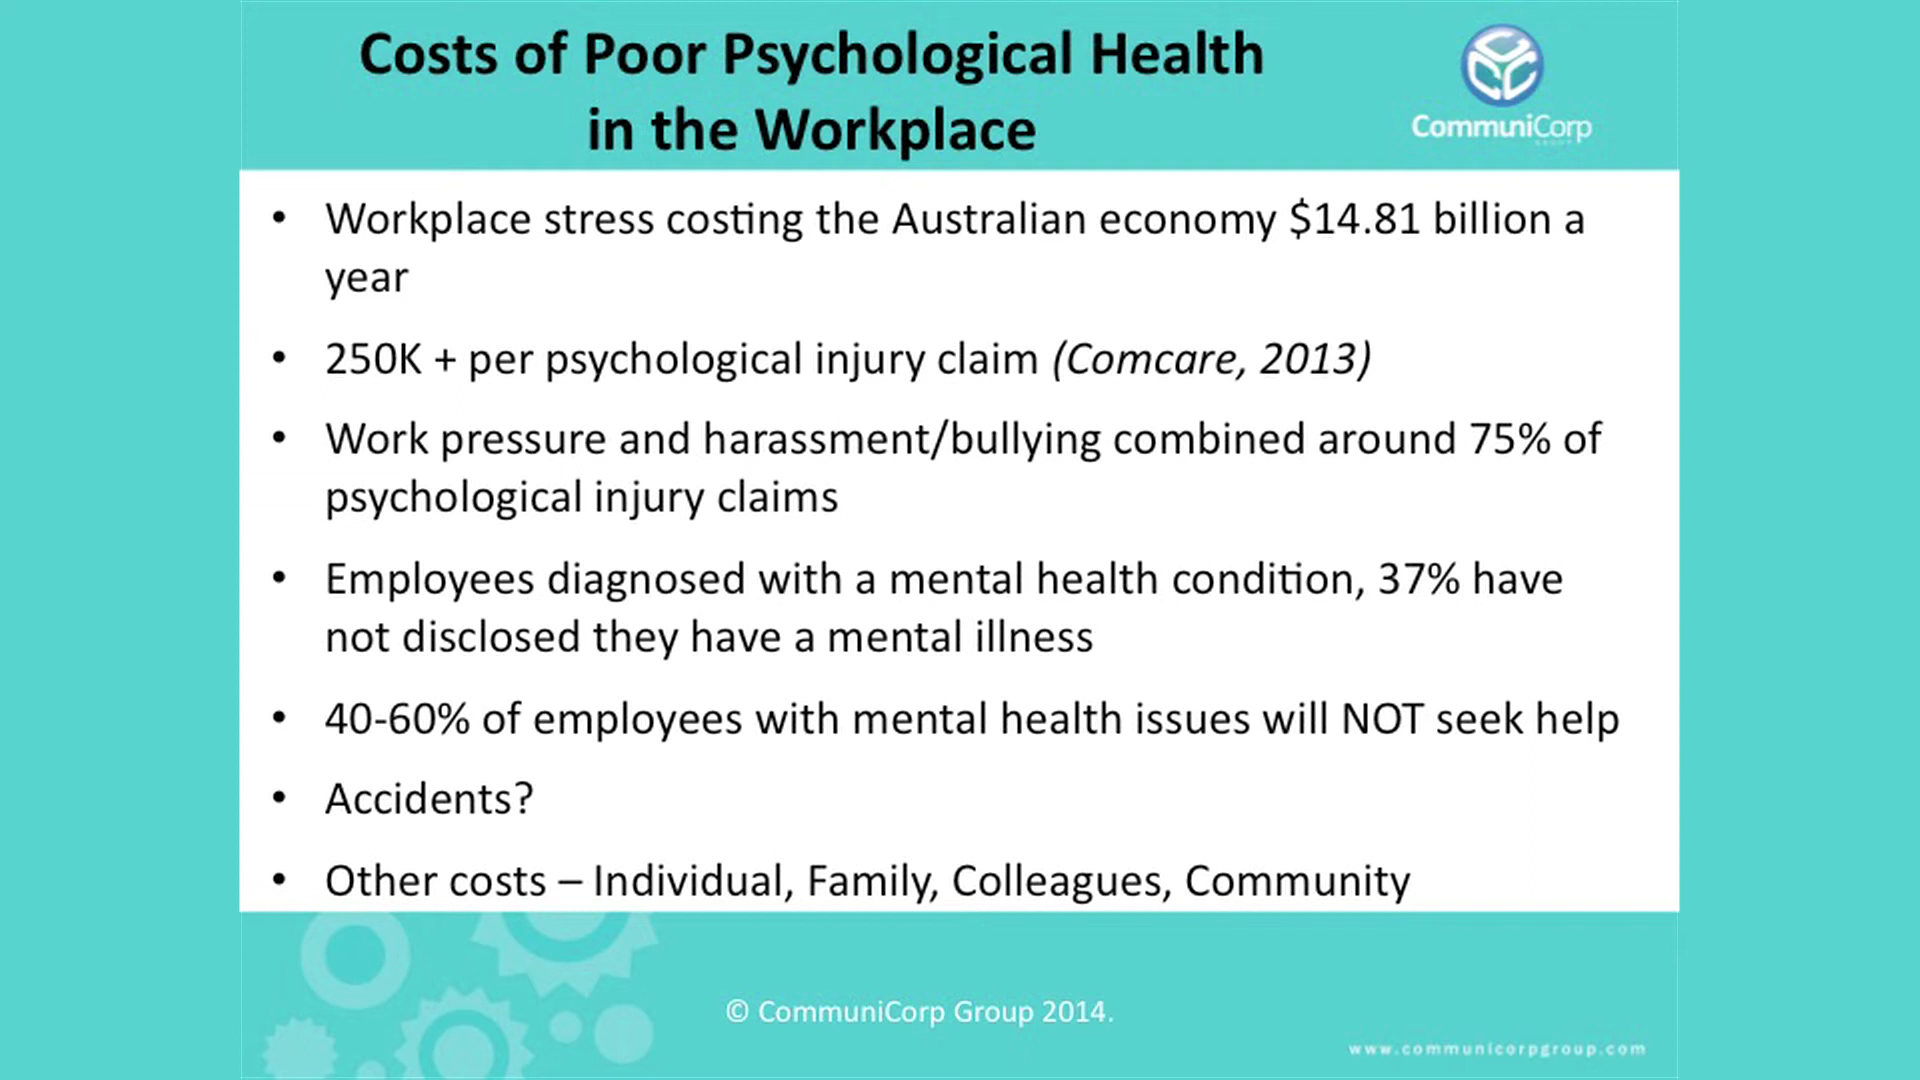 Costs of Poor Psychological Health
in the Workplace
CommuniCorp
GROUP
• Workplace stress costing the Australian economy $14.81 billion a
year
• 250K + per psychological injury claim (Comcare, 2013)
• Work pressure and harassment/bullying combined around 75% of
psychological injury claims
• Employees diagnosed with a mental health condition, 37% have
not disclosed they have a mental illness
• 40-60% of employees with mental health issues will NOT seek help
• Accidents?
• Other costs – Individual, Family, Colleagues, Community
© CommuniCorp Group 2014.
www.communicorpgroup.com